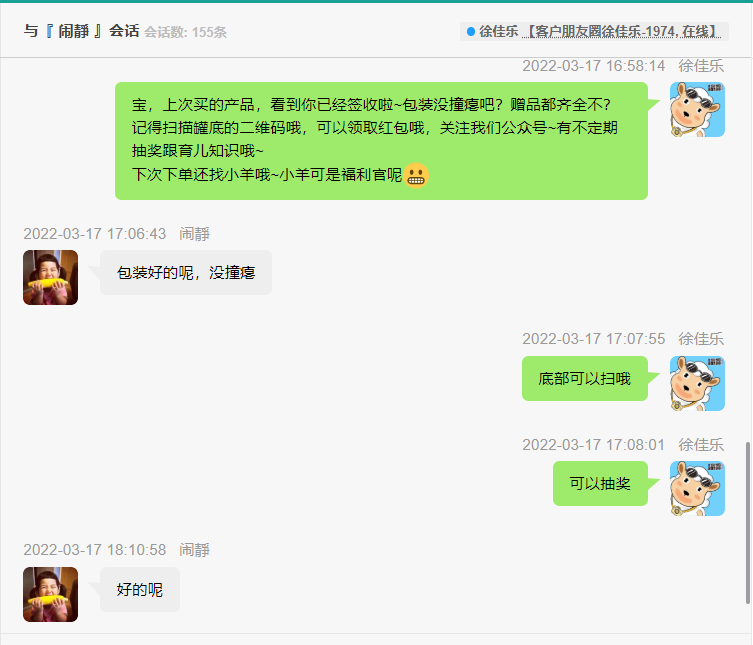 与『 闹靜 』会话 会话数: 155条
徐佳乐 【客户朋友圈徐佳乐-1974, 在线】
2022-03-17 16:58:14 徐佳乐
宝，上次买的产品，看到你已经签收啦~包装没撞瘪吧？赠品都齐全不？
记得扫描罐底的二维码哦，可以领取红包哦，关注我们公众号~有不定期
抽奖跟育儿知识哦~
下次下单还找小羊哦~小羊可是福利官呢😬
2022-03-17 17:06:43 闹靜
包装好的呢，没撞瘪
2022-03-17 17:07:55 徐佳乐
底部可以扫哦
2022-03-17 17:08:01 徐佳乐
可以抽奖
2022-03-17 18:10:58 闹靜
好的呢